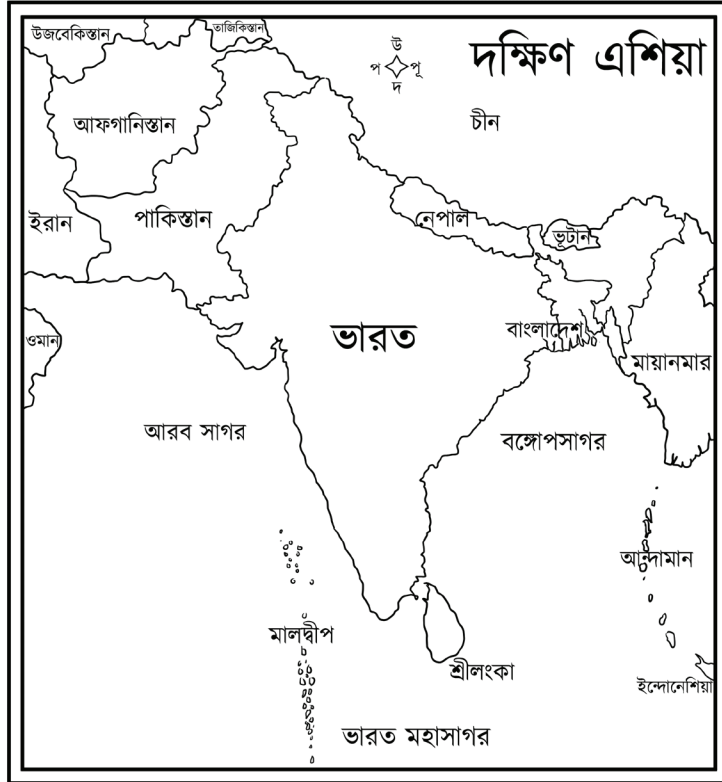 উজবেকিস্তান
তাজিকিস্তান
উ
প পূ
দ
দক্ষিণ এশিয়া
আফগানিস্তান
চীন
ইরান
পাকিস্তান
নেপাল
ভূটান
ওমান
ভারত
বাংলাদেশ
মায়ানমার
আরব সাগর
বঙ্গোপসাগর
আন্দামান
মালদ্বীপ
শ্রীলংকা
ইন্দোনেশিয়া
ভারত মহাসাগর